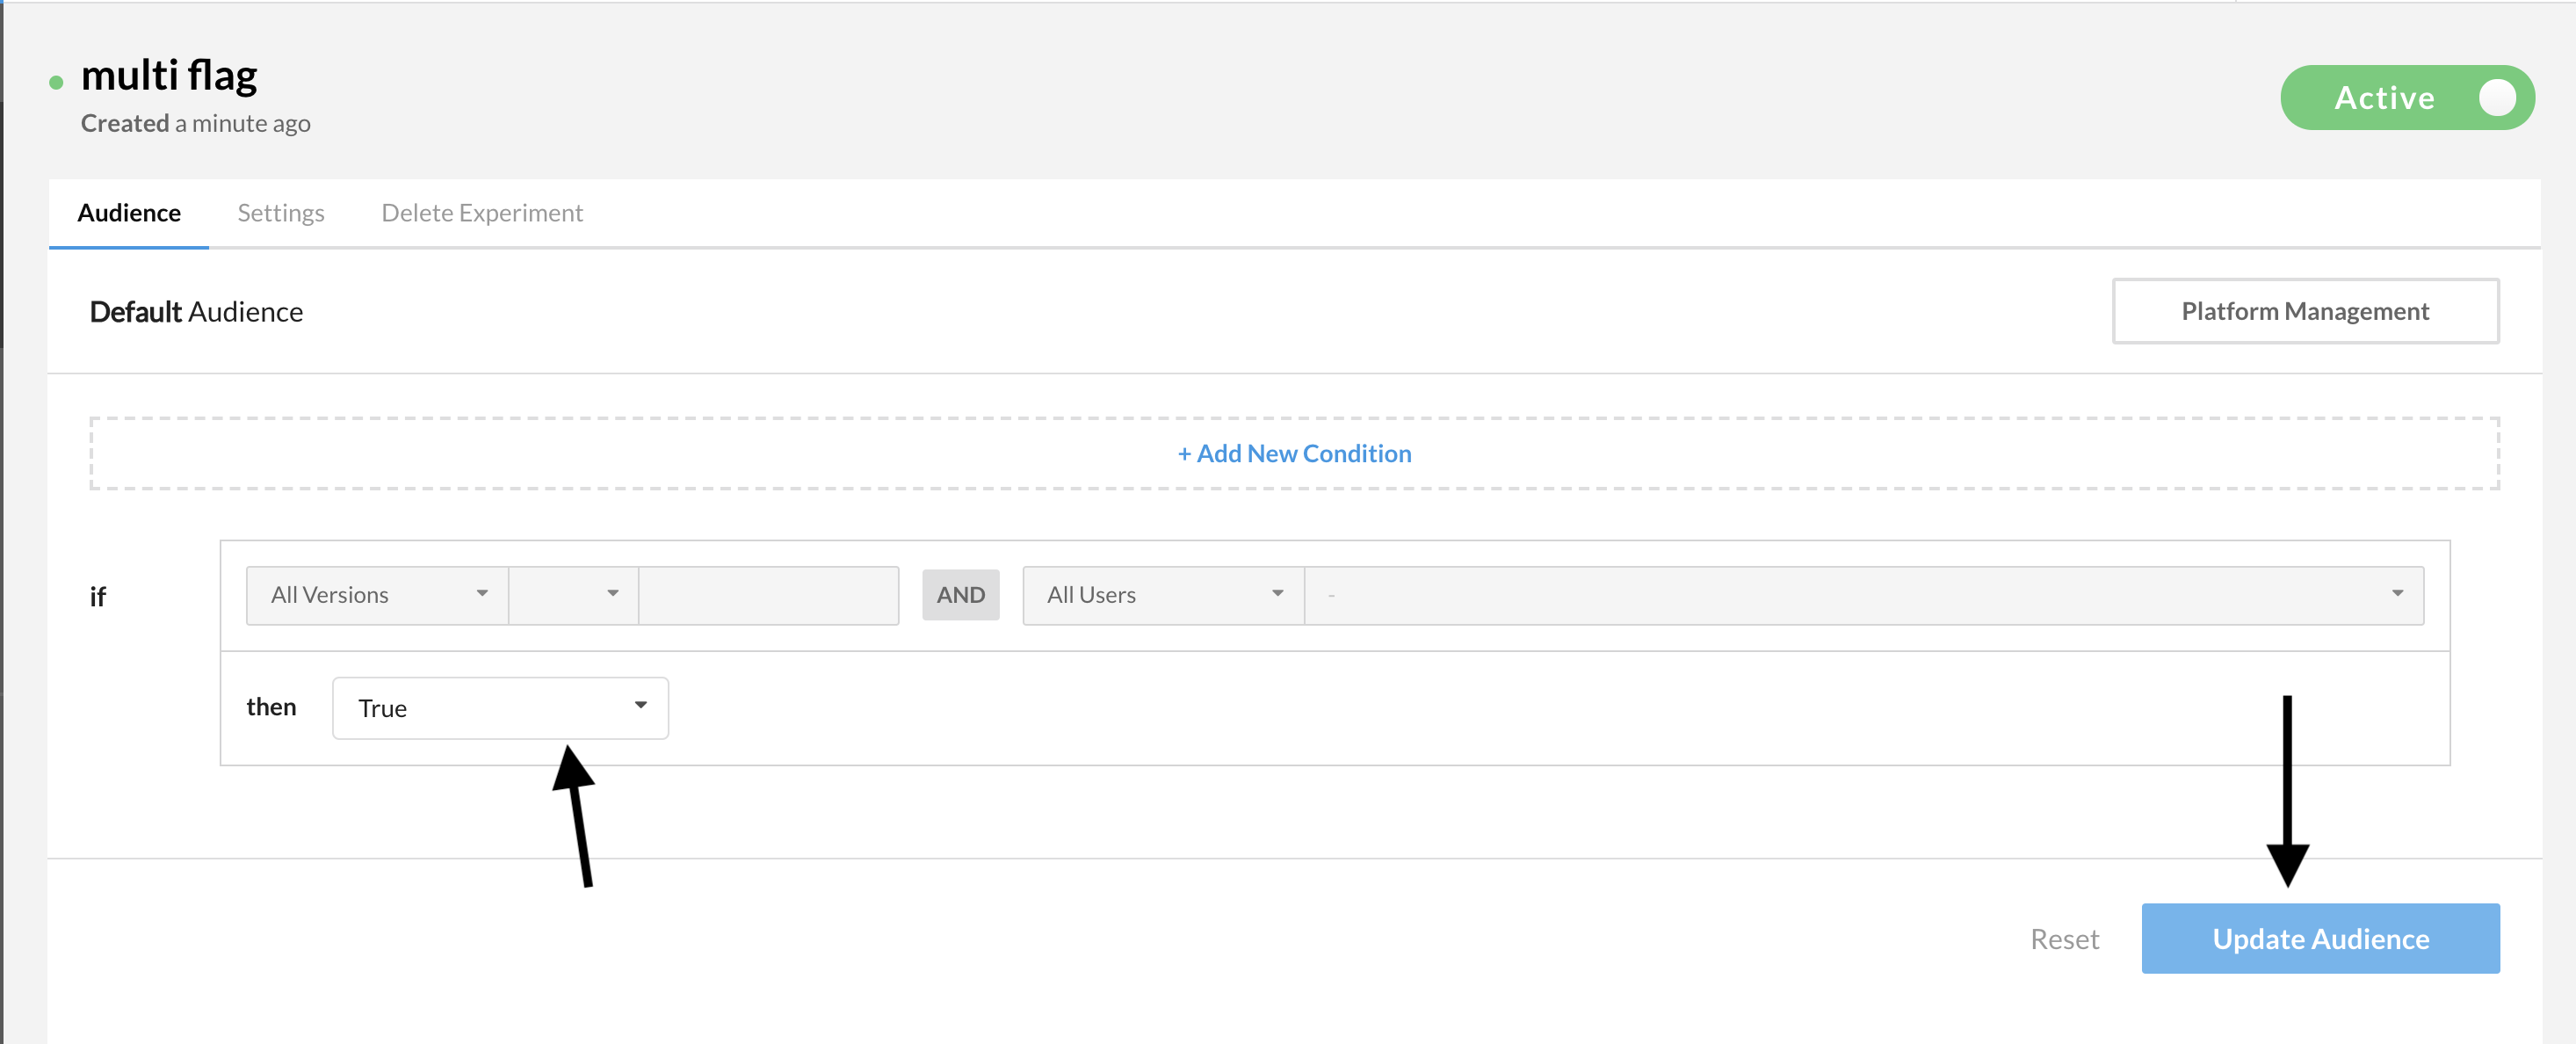 multi flag
Created a minute ago
Active
Audience Settings Delete Experiment
Default Audience
Platform Management
+ Add New Condition
if
All Versions
AND
All Users
-
then
True
Reset
Update Audience